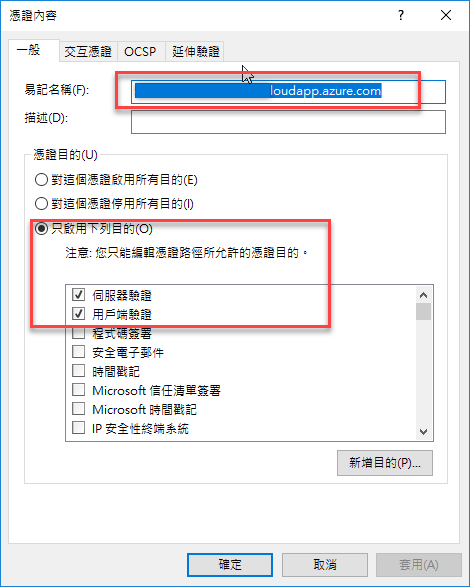 憑證內容
一般 交互憑證 OCSP 延伸驗證
易記名稱(F): loudapp.azure.com
描述(D):
憑證目的(U)
對這個憑證啟用所有目的(E)
對這個憑證停用所有目的(I)
只啟用下列目的(O)
注意: 您只能編輯憑證路徑所允許的憑證目的。
伺服器驗證
用戶端驗證
程式碼簽署
安全電子郵件
時間戳記
Microsoft 信任清單簽署
Microsoft 時間戳記
IP 安全性終端系統
新增目的(P)...
確定 取消 套用(A)